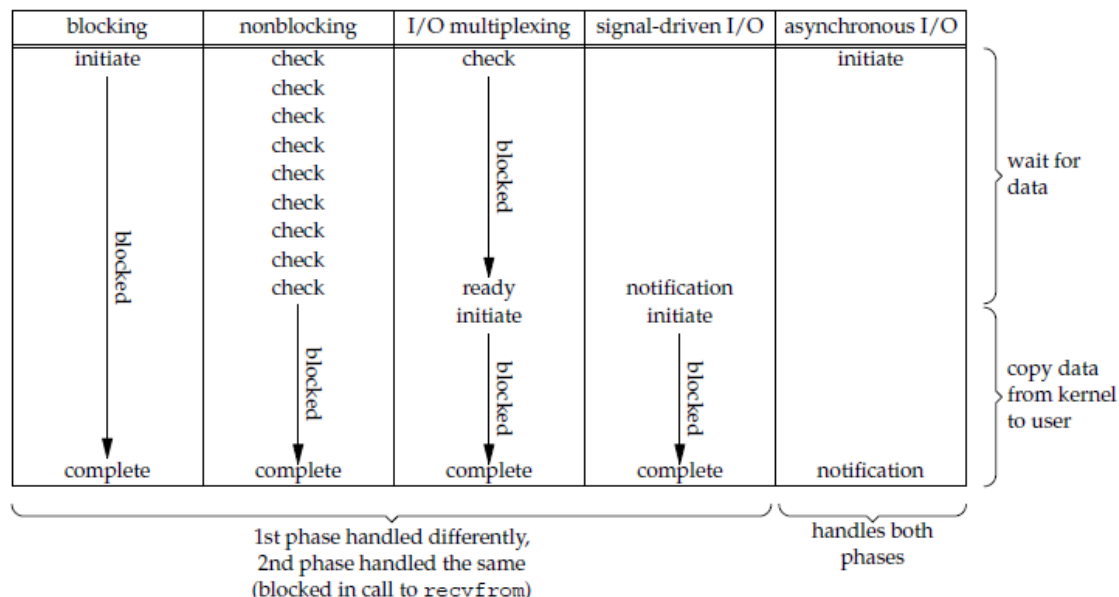 blocking nonblocking I/O multiplexing signal-driven I/O asynchronous I/O
initiate check check initiate
check
check
check
check
check
check
check
check ready notification
initiate initiate
blocked
blocked
blocked
blocked
blocked
complete complete complete complete notification
wait for
data
copy data
from kernel
to user
1st phase handled differently,
2nd phase handled the same
(blocked in call to recvfrom)
handles both
phases